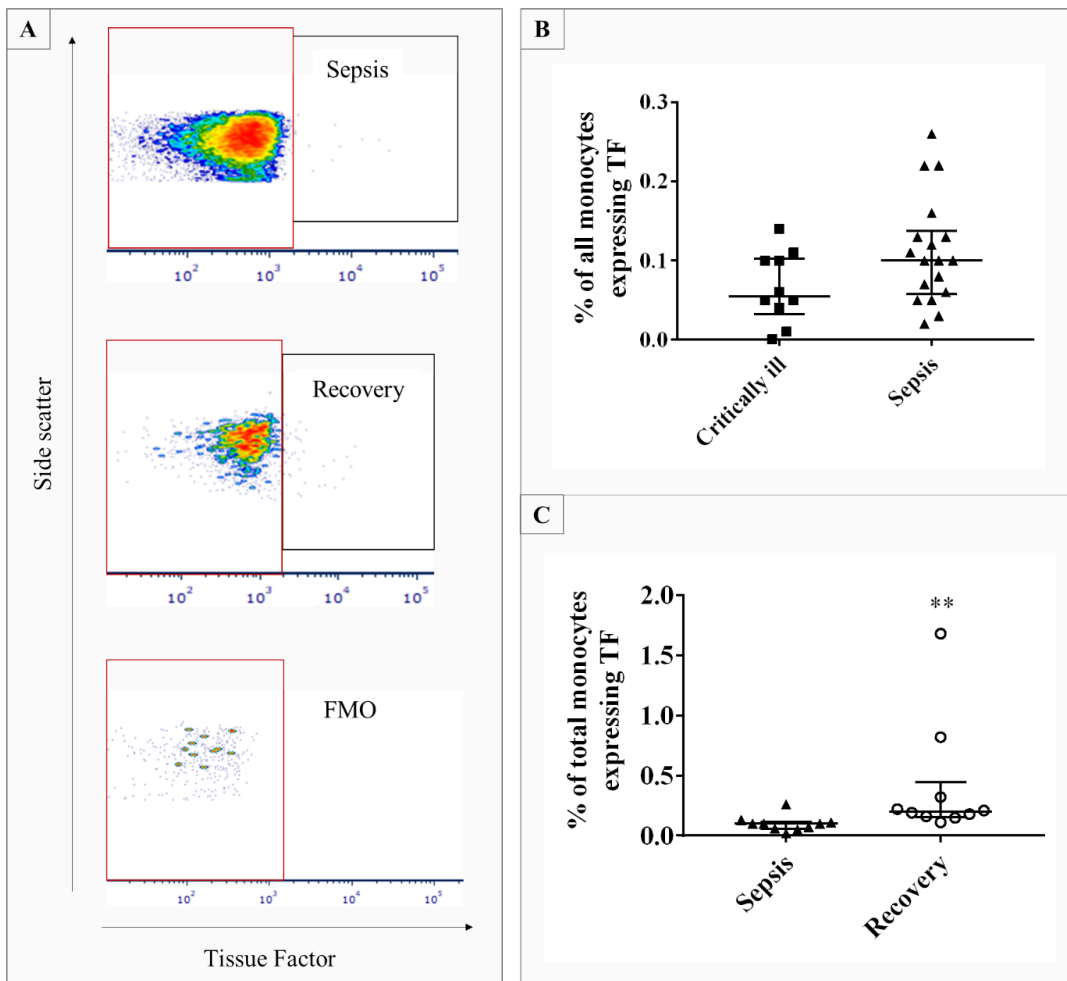 A
Side scatter
Sepsis
10² 10³ 10⁴ 10⁵
Recovery
10² 10³ 10⁴ 10⁵
FMO
10² 10³ 10⁴ 10⁵
Tissue Factor
B
% of all monocytes
expressing TF
0.3
0.2
0.1
0.0
Critically ill
Sepsis
C
% of total monocytes
expressing TF
2.0
1.5
1.0
0.5
0.0
**
Sepsis
Recovery